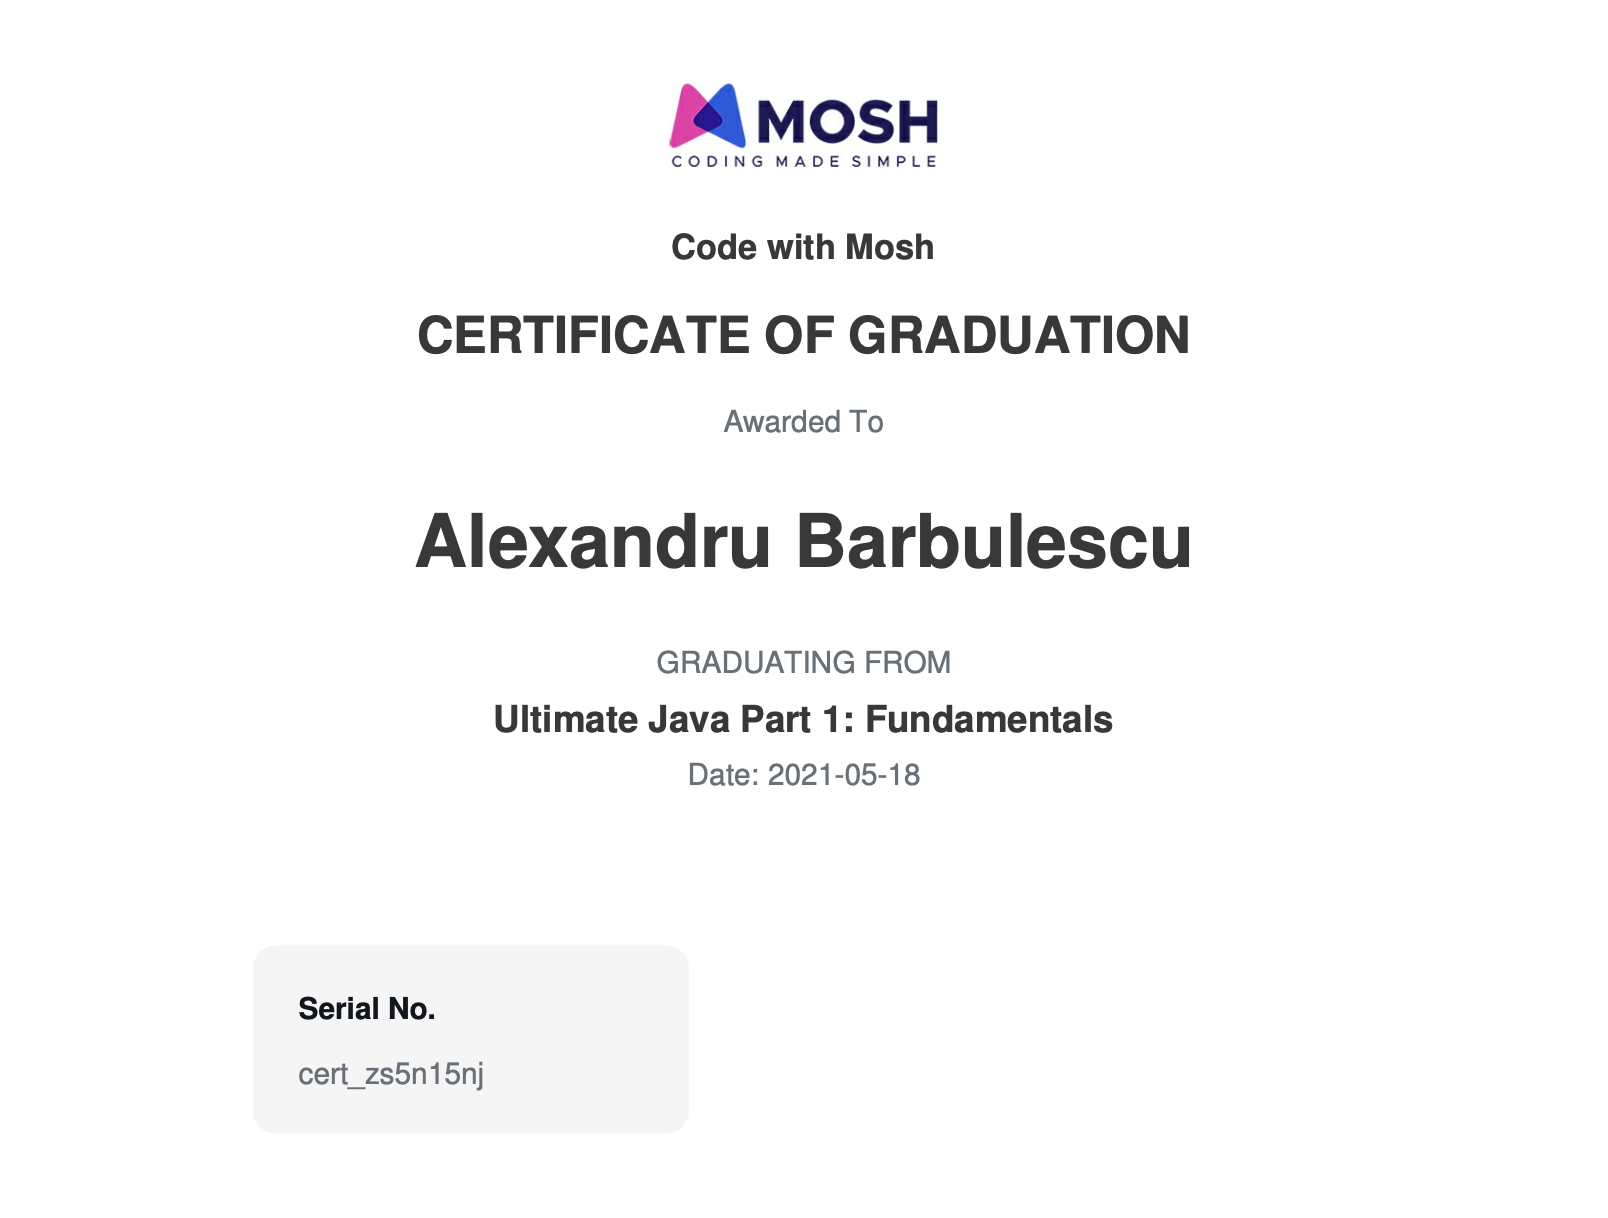 MOSH
CODING MADE SIMPLE
Code with Mosh
CERTIFICATE OF GRADUATION
Awarded To
Alexandru Barbulescu
GRADUATING FROM
Ultimate Java Part 1: Fundamentals
Date: 2021-05-18
Serial No.
cert_zs5n15nj